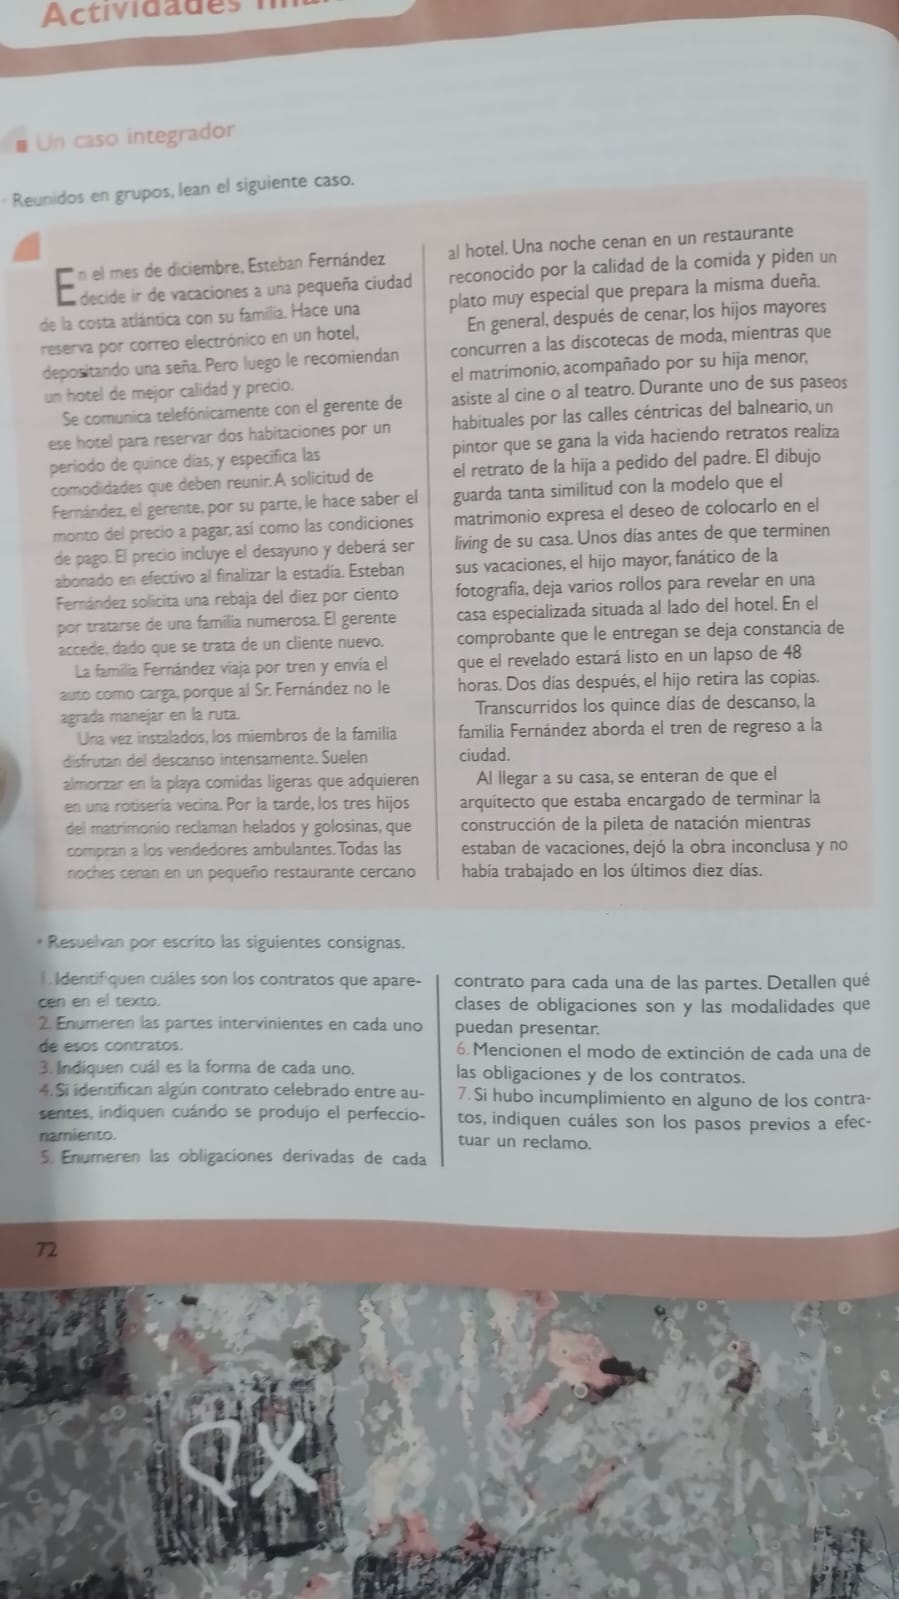 Actividades
Un caso integrador
Reunidos en grupos, lean el siguiente caso.
En el mes de diciembre, Esteban Fernández
decide ir de vacaciones a una pequeña ciudad
de la costa atlántica con su familia. Hace una
reserva por correo electrónico en un hotel,
depositando una seña. Pero luego le recomiendan
un hotel de mejor calidad y precio.
Se comunica telefónicamente con el gerente de
ese hotel para reservar dos habitaciones por un
período de quince días, y especifica las
comodidades que deben reunir. A solicitud de
Fernández, el gerente, por su parte, le hace saber el
monto del precio a pagar, así como las condiciones
de pago. El precio incluye el desayuno y deberá ser
abonado en efectivo al finalizar la estadía. Esteban
Fernández solicita una rebaja del diez por ciento
por tratarse de una familia numerosa. El gerente
accede, dado que se trata de un cliente nuevo.
La familia Fernández viaja por tren y envía el
auto como carga, porque al Sr. Fernández no le
agrada manejar en la ruta.
Una vez instalados, los miembros de la familia
disfrutan del descanso intensamente. Suelen
almorzar en la playa comidas ligeras que adquieren
en una rotisería vecina. Por la tarde, los tres hijos
del matrimonio reclaman helados y golosinas, que
compran a los vendedores ambulantes. Todas las
noches cenan en un pequeño restaurante cercano
al hotel. Una noche cenan en un restaurante
reconocido por la calidad de la comida y piden un
plato muy especial que prepara la misma dueña.
En general, después de cenar, los hijos mayores
concurren a las discotecas de moda, mientras que
el matrimonio, acompañado por su hija menor,
asiste al cine o al teatro. Durante uno de sus paseos
habituales por las calles céntricas del balneario, un
pintor que se gana la vida haciendo retratos realiza
el retrato de la hija a pedido del padre. El dibujo
guarda tanta similitud con la modelo que el
matrimonio expresa el deseo de colocarlo en el
living de su casa. Unos días antes de que terminen
sus vacaciones, el hijo mayor, fanático de la
fotografía, deja varios rollos para revelar en una
casa especializada situada al lado del hotel. En el
comprobante que le entregan se deja constancia de
que el revelado estará listo en un lapso de 48
horas. Dos días después, el hijo retira las copias.
Transcurridos los quince días de descanso, la
familia Fernández aborda el tren de regreso a la
ciudad.
Al llegar a su casa, se enteran de que el
arquitecto que estaba encargado de terminar la
construcción de la pileta de natación mientras
estaban de vacaciones, dejó la obra inconclusa y no
había trabajado en los últimos diez días.
• Resuelvan por escrito las siguientes consignas.
1. Identifiquen cuáles son los contratos que apare-
cen en el texto.
2. Enumeren las partes intervinientes en cada uno
de esos contratos.
3. Indiquen cuál es la forma de cada uno.
4. Si identifican algún contrato celebrado entre au-
sentes, indiquen cuándo se produjo el perfeccio-
namiento.
5. Enumeren las obligaciones derivadas de cada
contrato para cada una de las partes. Detallen qué
clases de obligaciones son y las modalidades que
puedan presentar.
6. Mencionen el modo de extinción de cada una de
las obligaciones y de los contratos.
7. Si hubo incumplimiento en alguno de los contra-
tos, indiquen cuáles son los pasos previos a efec-
tuar un reclamo.
72